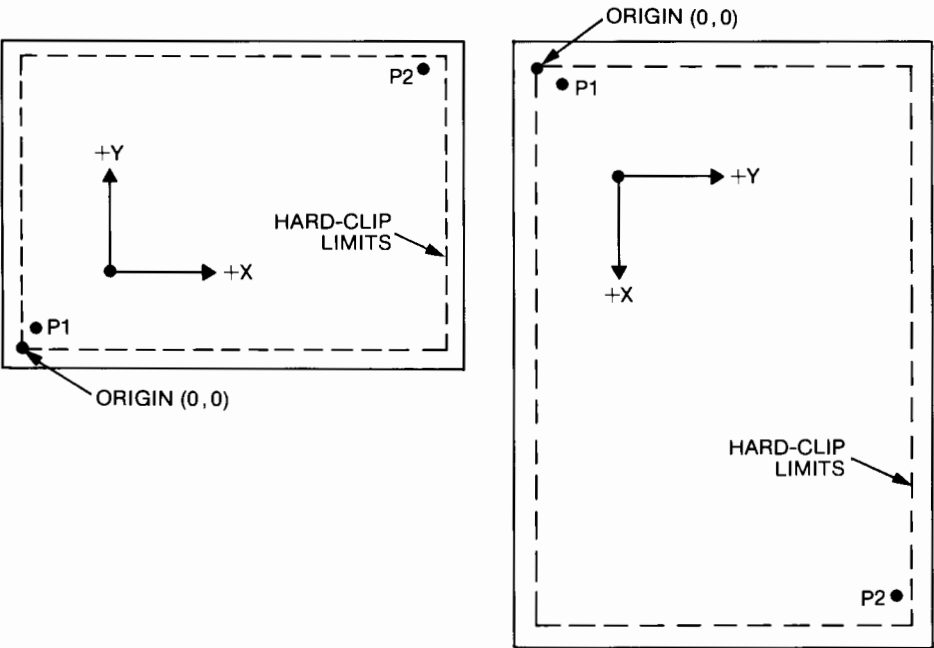 P2
+Y
HARD-CLIP
LIMITS
+X
P1
ORIGIN (0,0)
ORIGIN (0,0)
P1
+Y
+X
HARD-CLIP
LIMITS
P2